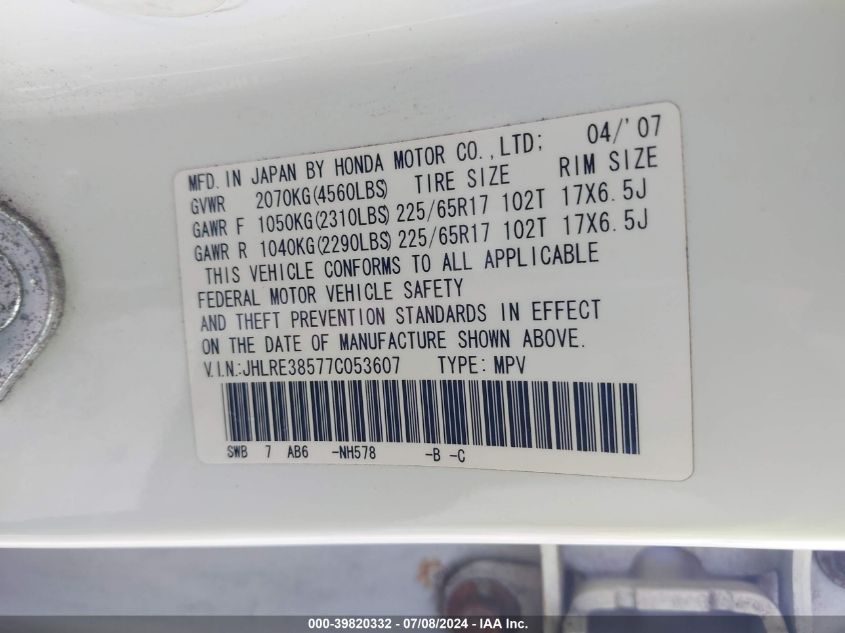 MFD. IN JAPAN BY HONDA MOTOR CO., LTD; 04/'07
GVWR 2070KG(4560LBS) TIRE SIZE RIM SIZE
GAWR F 1050KG(2310LBS) 225/65R17 102T 17X6.5J
GAWR R 1040KG(2290LBS) 225/65R17 102T 17X6.5J
THIS VEHICLE CONFORMS TO ALL APPLICABLE
FEDERAL MOTOR VEHICLE SAFETY
AND THEFT PREVENTION STANDARDS IN EFFECT
ON THE DATE OF MANUFACTURE SHOWN ABOVE.
V.I.N.:JHLRE38577C053607 TYPE: MPV
SWB 7 AB6 -NH578 -B -C
000-39820332 - 07/08/2024 - IAA Inc.